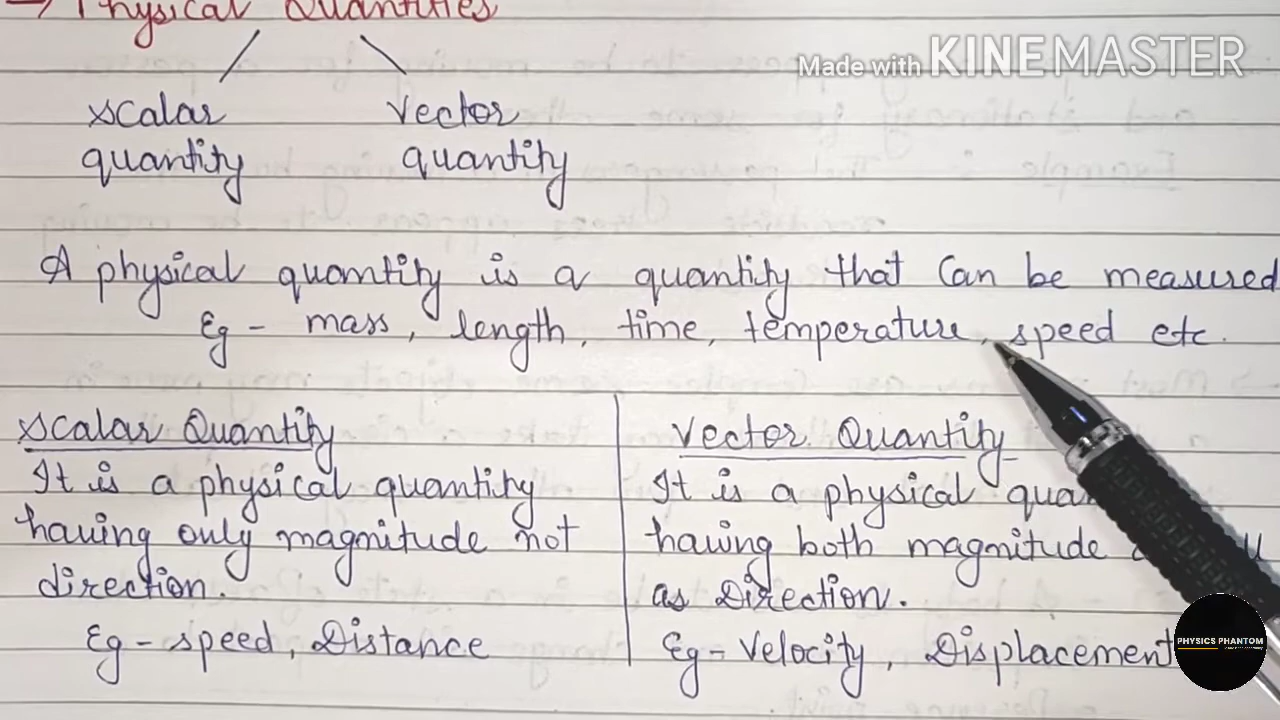 → Physical Quantities
Made with KINEMASTER
Scalar Vector
quantity quantity
A physical quantity is a quantity that Can be measured
Eg - mass, length, time, temperature, speed etc.
Scalar Quantity
It is a physical quantity
having only magnitude not
direction.
Eg - speed, Distance
Vector Quantity
It is a physical
having both magnitude
as Direction.
Eg - Velocity, Displacement
PHYSICS PHANTOM